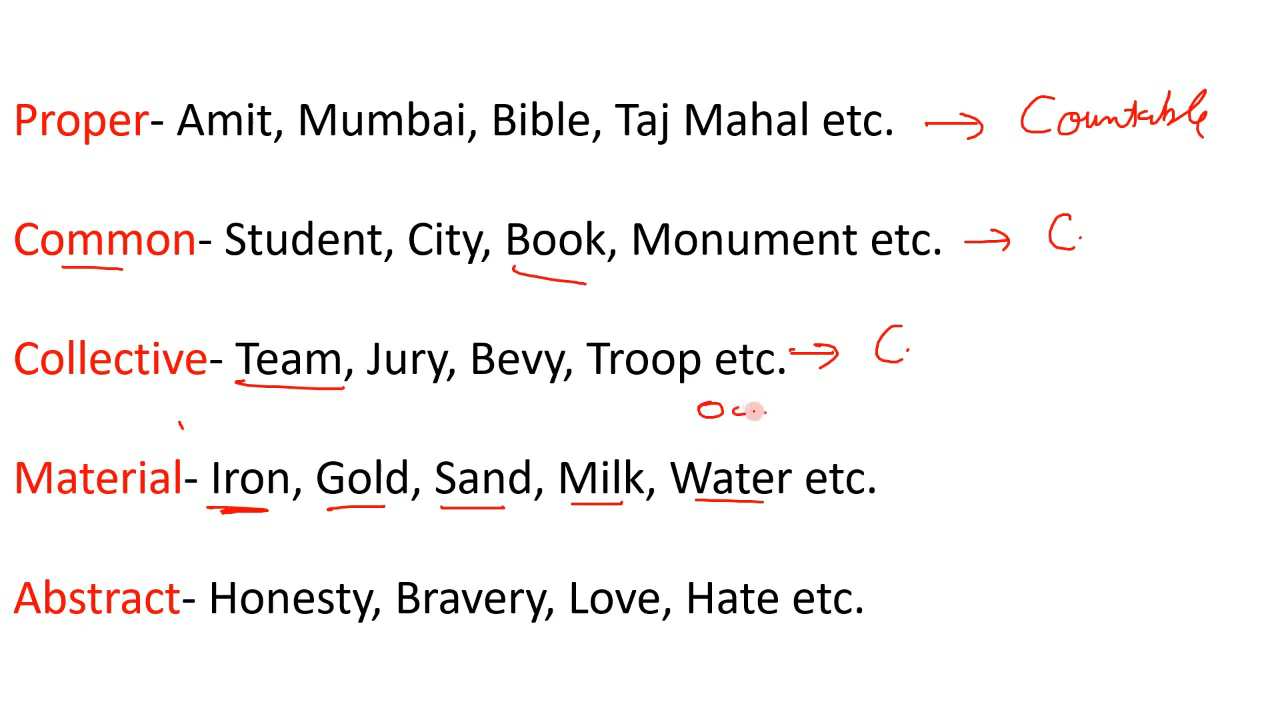 Proper- Amit, Mumbai, Bible, Taj Mahal etc. → Countable
Common- Student, City, Book, Monument etc. → C.
Collective- Team, Jury, Bevy, Troop etc. → C.
Material- Iron, Gold, Sand, Milk, Water etc.
Abstract- Honesty, Bravery, Love, Hate etc.